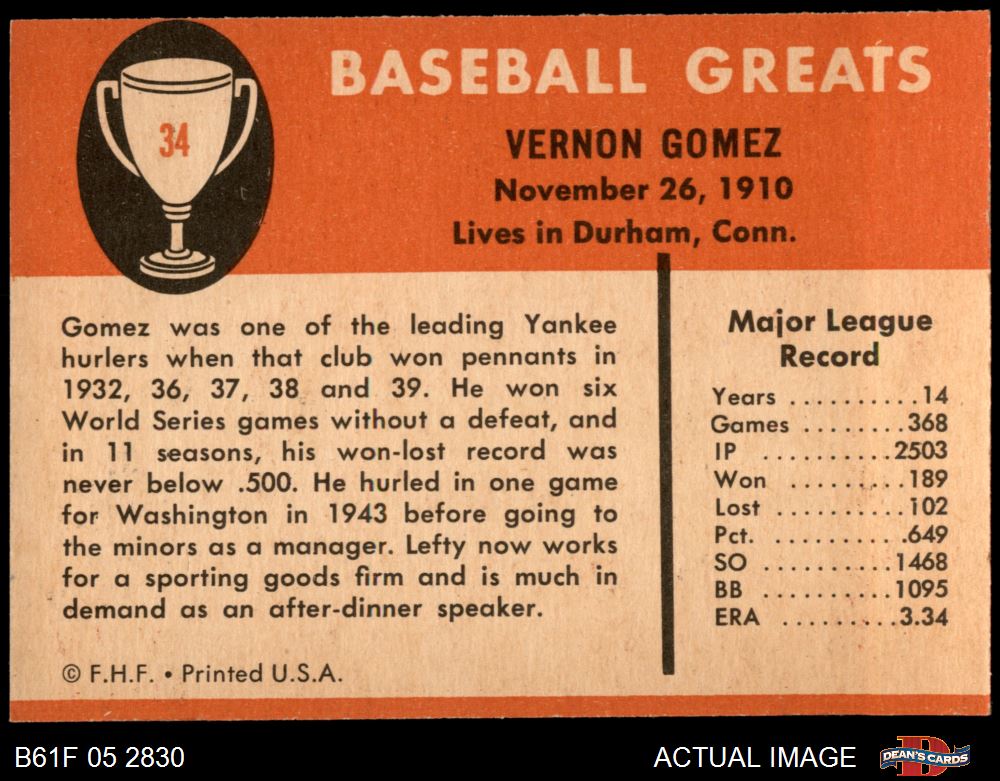 34
BASEBALL GREATS
VERNON GOMEZ
November 26, 1910
Lives in Durham, Conn.
Gomez was one of the leading Yankee
hurlers when that club won pennants in
1932, 36, 37, 38 and 39. He won six
World Series games without a defeat, and
in 11 seasons, his won-lost record was
never below .500. He hurled in one game
for Washington in 1943 before going to
the minors as a manager. Lefty now works
for a sporting goods firm and is much in
demand as an after-dinner speaker.
© F.H.F. • Printed U.S.A.
Major League
Record
Years ..........14
Games ........368
IP ..........2503
Won .........189
Lost ..........102
Pct. ..........649
SO ..........1468
BB ..........1095
ERA .........3.34
B61F 05 2830
ACTUAL IMAGE
DEAN'S CARDS